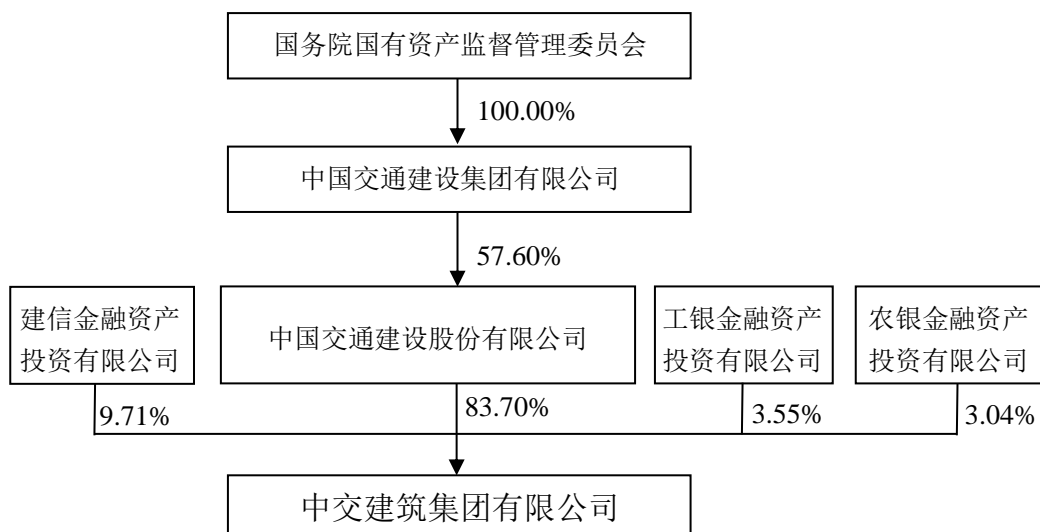 国务院国有资产监督管理委员会
100.00%
中国交通建设集团有限公司
57.60%
建信金融资产
投资有限公司
中国交通建设股份有限公司
工银金融资产
投资有限公司
农银金融资产
投资有限公司
9.71%
83.70%
3.55%
3.04%
中交建筑集团有限公司